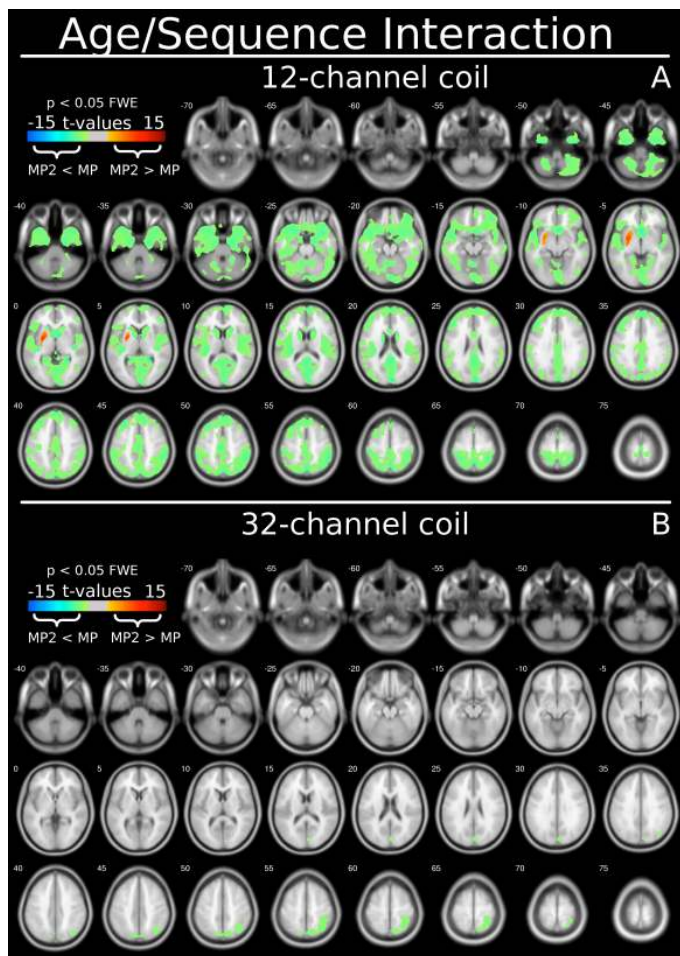 Age/Sequence Interaction
12-channel coil A
p < 0.05 FWE
-15 t-values 15
MP2 < MP MP2 > MP
-70 -65 -60 -55 -50 -45
-40 -35 -30 -25 -20 -15 -10 -5
0 5 10 15 20 25 30 35
40 45 50 55 60 65 70 75
32-channel coil B
p < 0.05 FWE
-15 t-values 15
MP2 < MP MP2 > MP
-70 -65 -60 -55 -50 -45
-40 -35 -30 -25 -20 -15 -10 -5
0 5 10 15 20 25 30 35
40 45 50 55 60 65 70 75